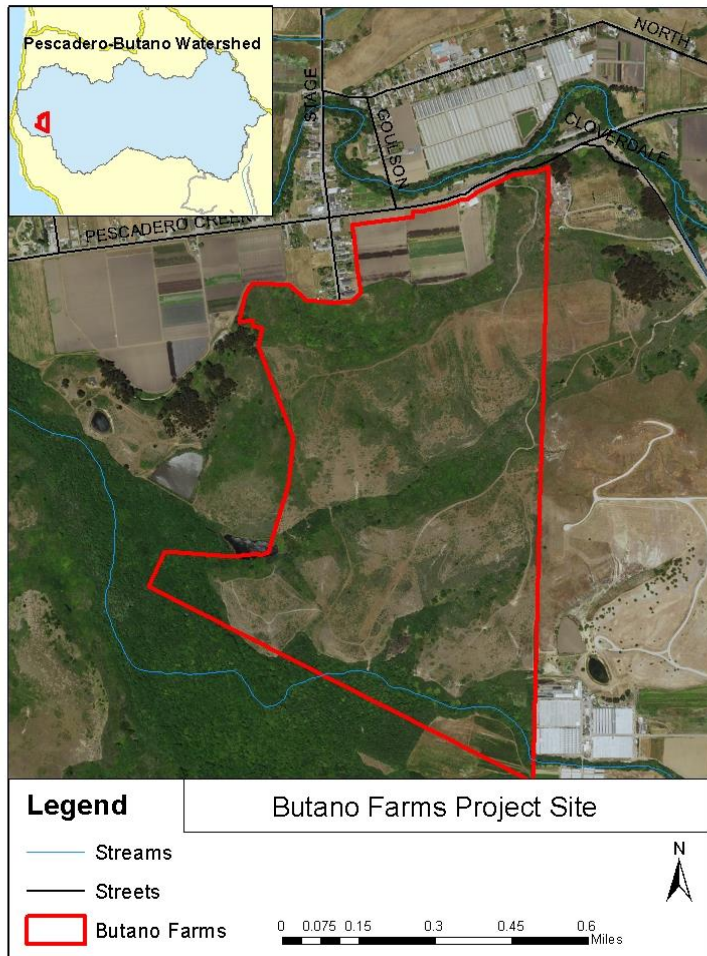 Pescadero-Butano Watershed
NORTH
STAGE
GOULSON
CLOVERDALE
PESCADERO CREEK
Legend
Butano Farms Project Site
Streams
Streets
Butano Farms
N
0 0.075 0.15 0.3 0.45 0.6
Miles